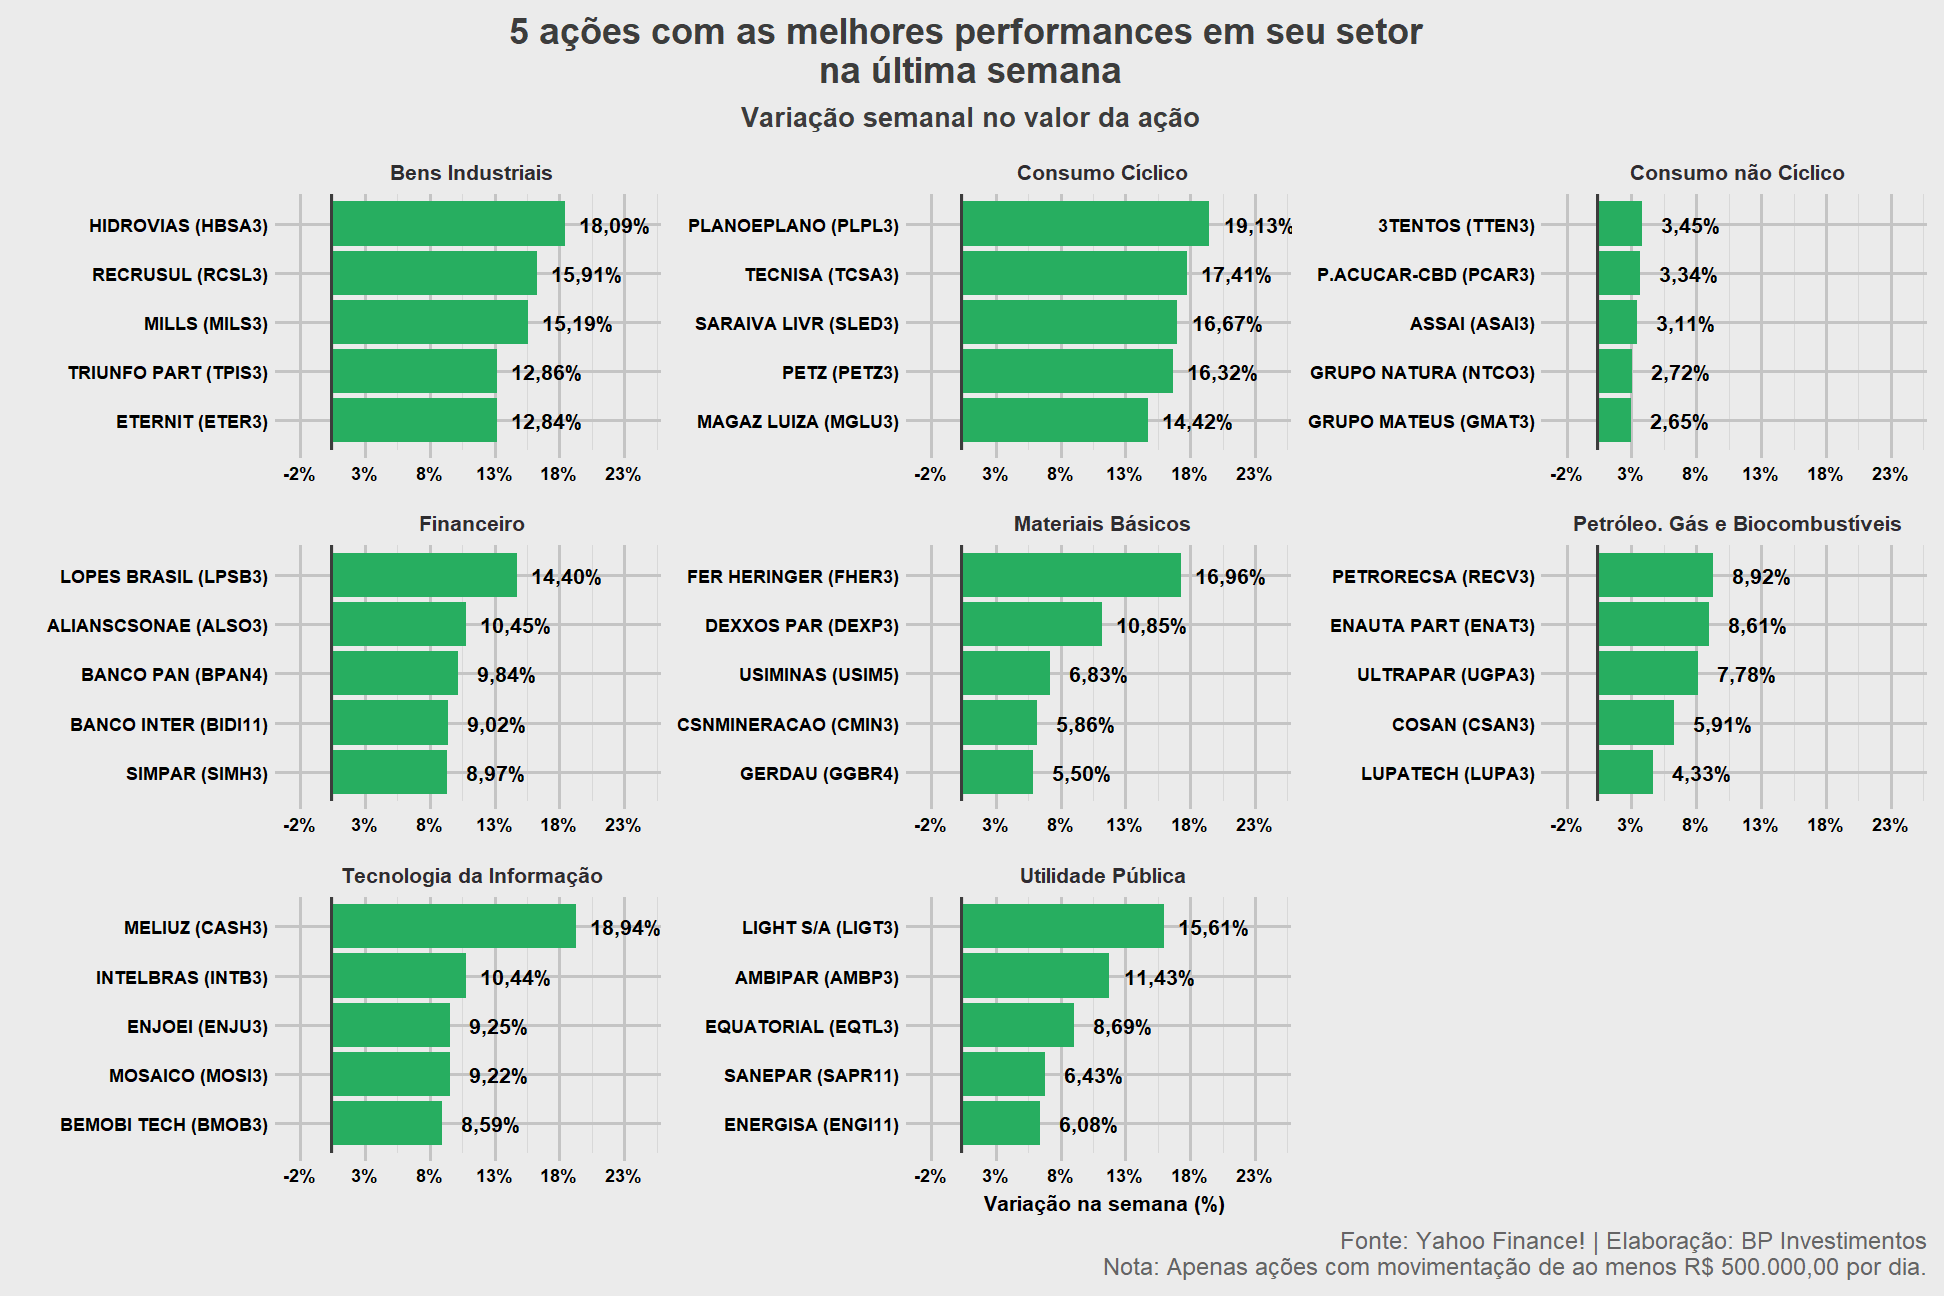 5 ações com as melhores performances em seu setor
na última semana
Variação semanal no valor da ação
Bens Industriais
HIDROVIAS (HBSA3) 18,09%
RECRUSUL (RCSL3) 15,91%
MILLS (MILS3) 15,19%
TRIUNFO PART (TPIS3) 12,86%
ETERNIT (ETER3) 12,84%
-2% 3% 8% 13% 18% 23%
Consumo Cíclico
PLANOEPLANO (PLPL3) 19,13%
TECNISA (TCSA3) 17,41%
SARAIVA LIVR (SLED3) 16,67%
PETZ (PETZ3) 16,32%
MAGAZ LUIZA (MGLU3) 14,42%
-2% 3% 8% 13% 18% 23%
Consumo não Cíclico
3TENTOS (TTEN3) 3,45%
P.ACUCAR-CBD (PCAR3) 3,34%
ASSAI (ASAI3) 3,11%
GRUPO NATURA (NTCO3) 2,72%
GRUPO MATEUS (GMAT3) 2,65%
-2% 3% 8% 13% 18% 23%
Financeiro
LOPES BRASIL (LPSB3) 14,40%
ALIANSCSONAE (ALSO3) 10,45%
BANCO PAN (BPAN4) 9,84%
BANCO INTER (BIDI11) 9,02%
SIMPAR (SIMH3) 8,97%
-2% 3% 8% 13% 18% 23%
Materiais Básicos
FER HERINGER (FHER3) 16,96%
DEXXOS PAR (DEXP3) 10,85%
USIMINAS (USIM5) 6,83%
CSNMINERACAO (CMIN3) 5,86%
GERDAU (GGBR4) 5,50%
-2% 3% 8% 13% 18% 23%
Petróleo. Gás e Biocombustíveis
PETRORECSA (RECV3) 8,92%
ENAUTA PART (ENAT3) 8,61%
ULTRAPAR (UGPA3) 7,78%
COSAN (CSAN3) 5,91%
LUPATECH (LUPA3) 4,33%
-2% 3% 8% 13% 18% 23%
Tecnologia da Informação
MELIUZ (CASH3) 18,94%
INTELBRAS (INTB3) 10,44%
ENJOEI (ENJU3) 9,25%
MOSAICO (MOSI3) 9,22%
BEMOBI TECH (BMOB3) 8,59%
-2% 3% 8% 13% 18% 23%
Utilidade Pública
LIGHT S/A (LIGT3) 15,61%
AMBIPAR (AMBP3) 11,43%
EQUATORIAL (EQTL3) 8,69%
SANEPAR (SAPR11) 6,43%
ENERGISA (ENGI11) 6,08%
-2% 3% 8% 13% 18% 23%
Variação na semana (%)
Fonte: Yahoo Finance! | Elaboração: BP Investimentos
Nota: Apenas ações com movimentação de ao menos R$ 500.000,00 por dia.